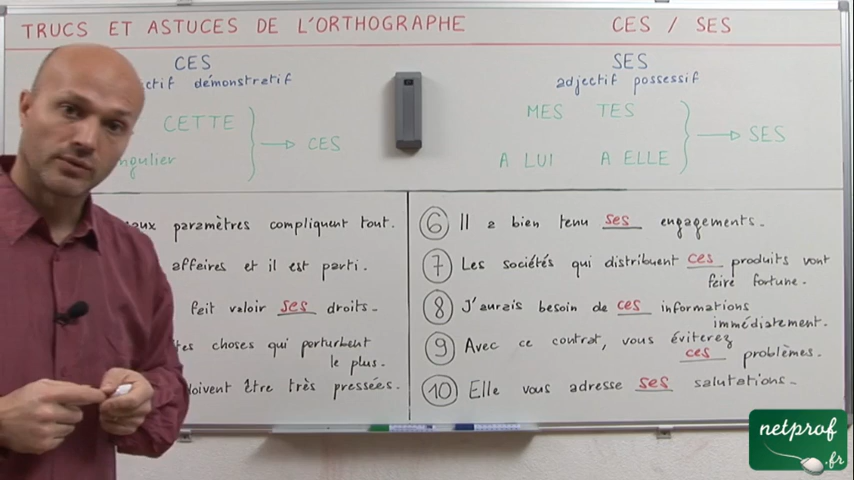 TRUCS ET ASTUCES DE L'ORTHOGRAPHE CES / SES
CES
démonstratif
CETTE
CES
SES
adjectif possessif
MES TES
A LUI A ELLE
SES
paramètres compliquent tout.
affaires et il est parti.
fait valoir ses droits.
choses qui perturbent
le plus.
doivent être très pressées.
6 Il a bien tenu ses engagements.
7 Les sociétés qui distribuent ces produits vont
faire fortune.
8 J'aurais besoin de ces informations
immédiatement.
9 Avec ce contrat, vous éviterez
ces problèmes.
10 Elle vous adresse ses salutations.
netprof
.fr